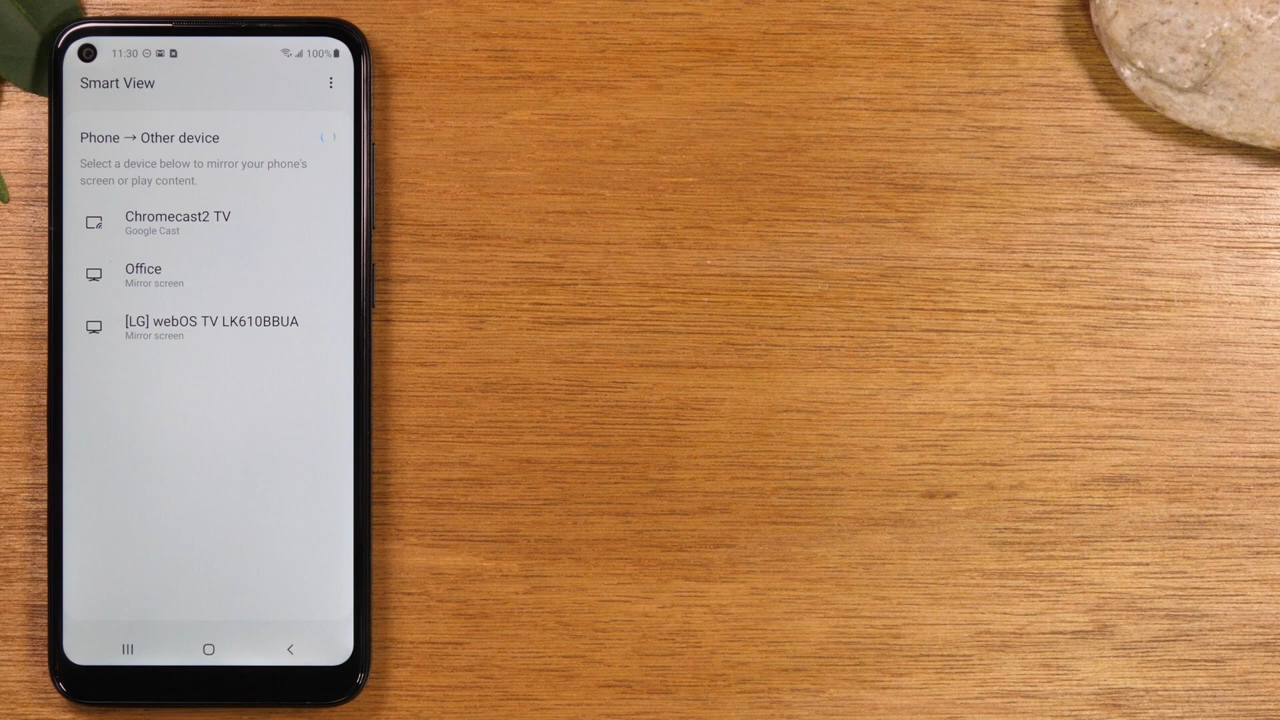 11:30 100%
Smart View
Phone → Other device
Select a device below to mirror your phone's
screen or play content.
Chromecast2 TV
Google Cast
Office
Mirror screen
[LG] webOS TV LK610BBUA
Mirror screen